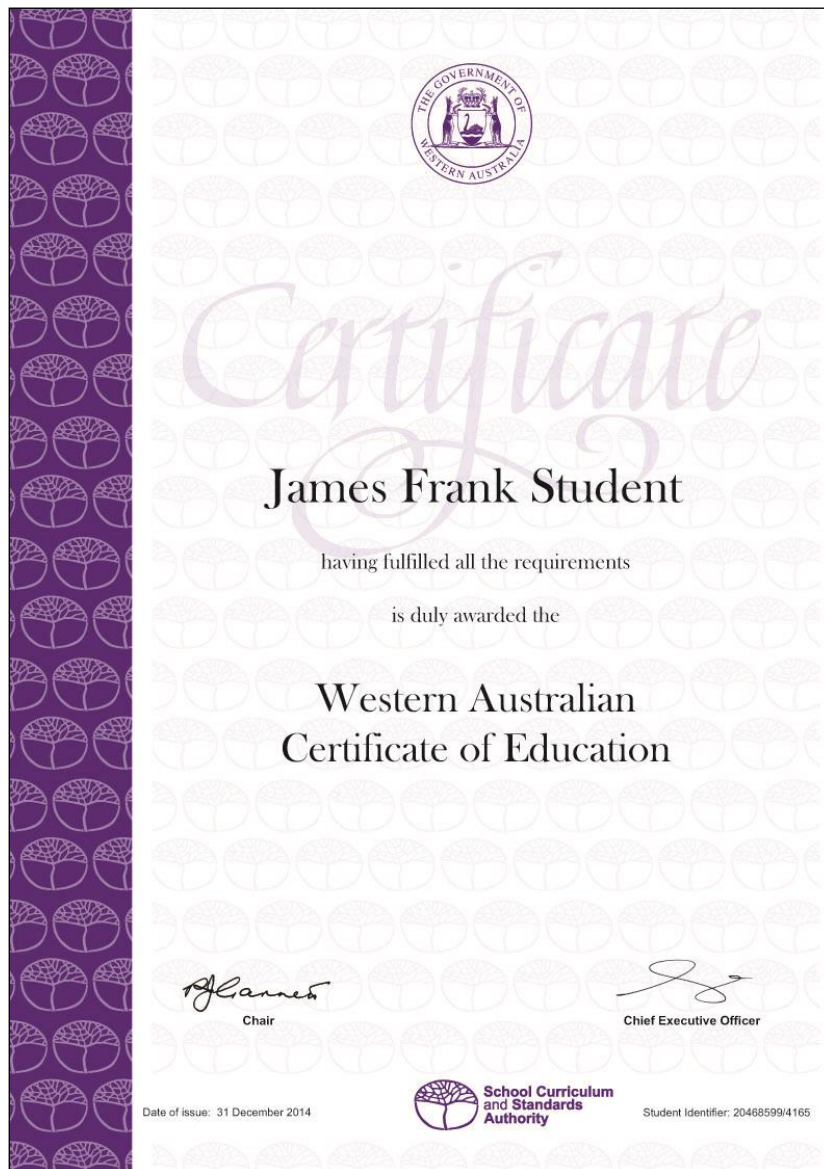 THE GOVERNMENT OF
WESTERN AUSTRALIA
Certificate
James Frank Student
having fulfilled all the requirements
is duly awarded the
Western Australian
Certificate of Education
Chair
Chief Executive Officer
Date of issue: 31 December 2014
School Curriculum
and Standards
Authority
Student Identifier: 20468599/4165